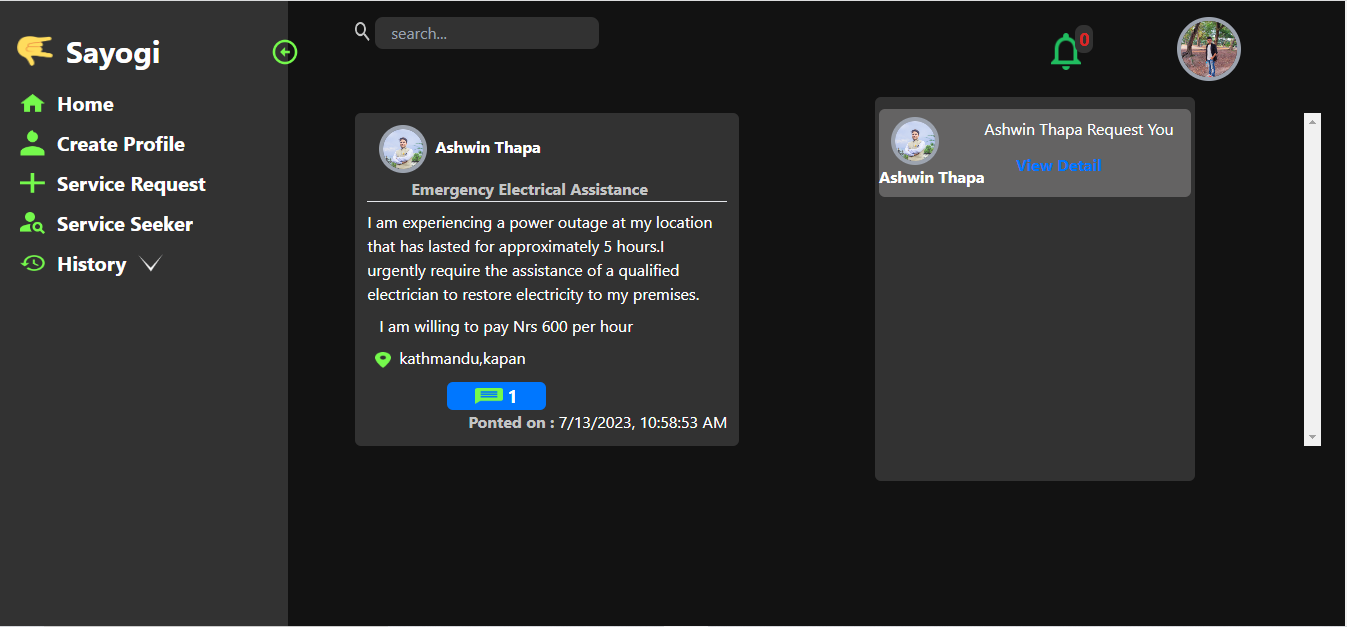 Sayogi
Home
Create Profile
Service Request
Service Seeker
History
search...
0
Ashwin Thapa
Emergency Electrical Assistance
I am experiencing a power outage at my location
that has lasted for approximately 5 hours.I
urgently require the assistance of a qualified
electrician to restore electricity to my premises.
I am willing to pay Nrs 600 per hour
kathmandu,kapan
1
Ponted on : 7/13/2023, 10:58:53 AM
Ashwin Thapa Request You
View Detail
Ashwin Thapa